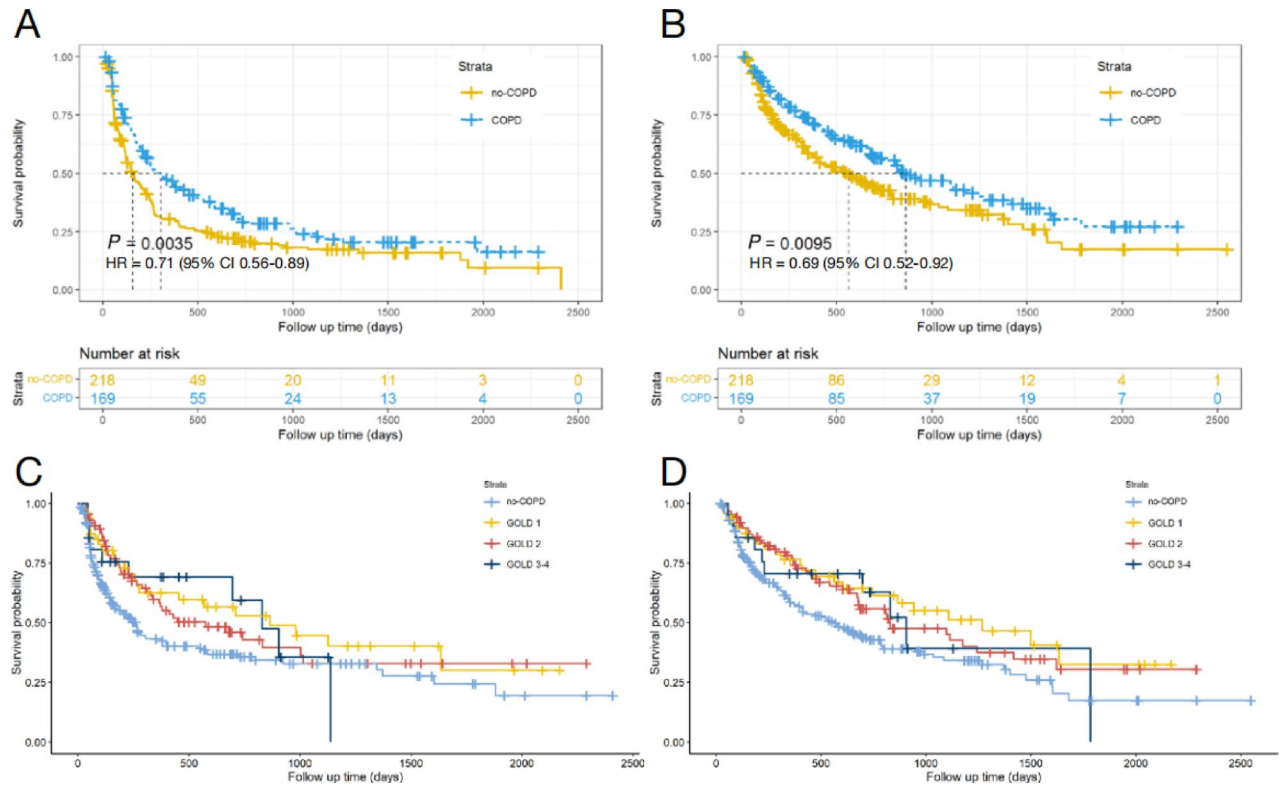 A
Strata
no-COPD
COPD
Survival probability
1.00
0.75
0.50
0.25
0.00
P = 0.0035
HR = 0.71 (95% CI 0.56-0.89)
0 500 1000 1500 2000 2500
Follow up time (days)
Number at risk
Strata
no-COPD 218 49 20 11 3 0
COPD 169 55 24 13 4 0
0 500 1000 1500 2000 2500
Follow up time (days)
B
Strata
no-COPD
COPD
Survival probability
1.00
0.75
0.50
0.25
0.00
P = 0.0095
HR = 0.69 (95% CI 0.52-0.92)
0 500 1000 1500 2000 2500
Follow up time (days)
Number at risk
Strata
no-COPD 218 86 29 12 4 1
COPD 169 85 37 19 7 0
0 500 1000 1500 2000 2500
Follow up time (days)
C
Strata
no-COPD
GOLD 1
GOLD 2
GOLD 3-4
Survival probability
1.00
0.75
0.50
0.25
0.00
0 500 1000 1500 2000 2500
Follow up time (days)
D
Strata
no-COPD
GOLD 1
GOLD 2
GOLD 3-4
Survival probability
1.00
0.75
0.50
0.25
0.00
0 500 1000 1500 2000 2500
Follow up time (days)